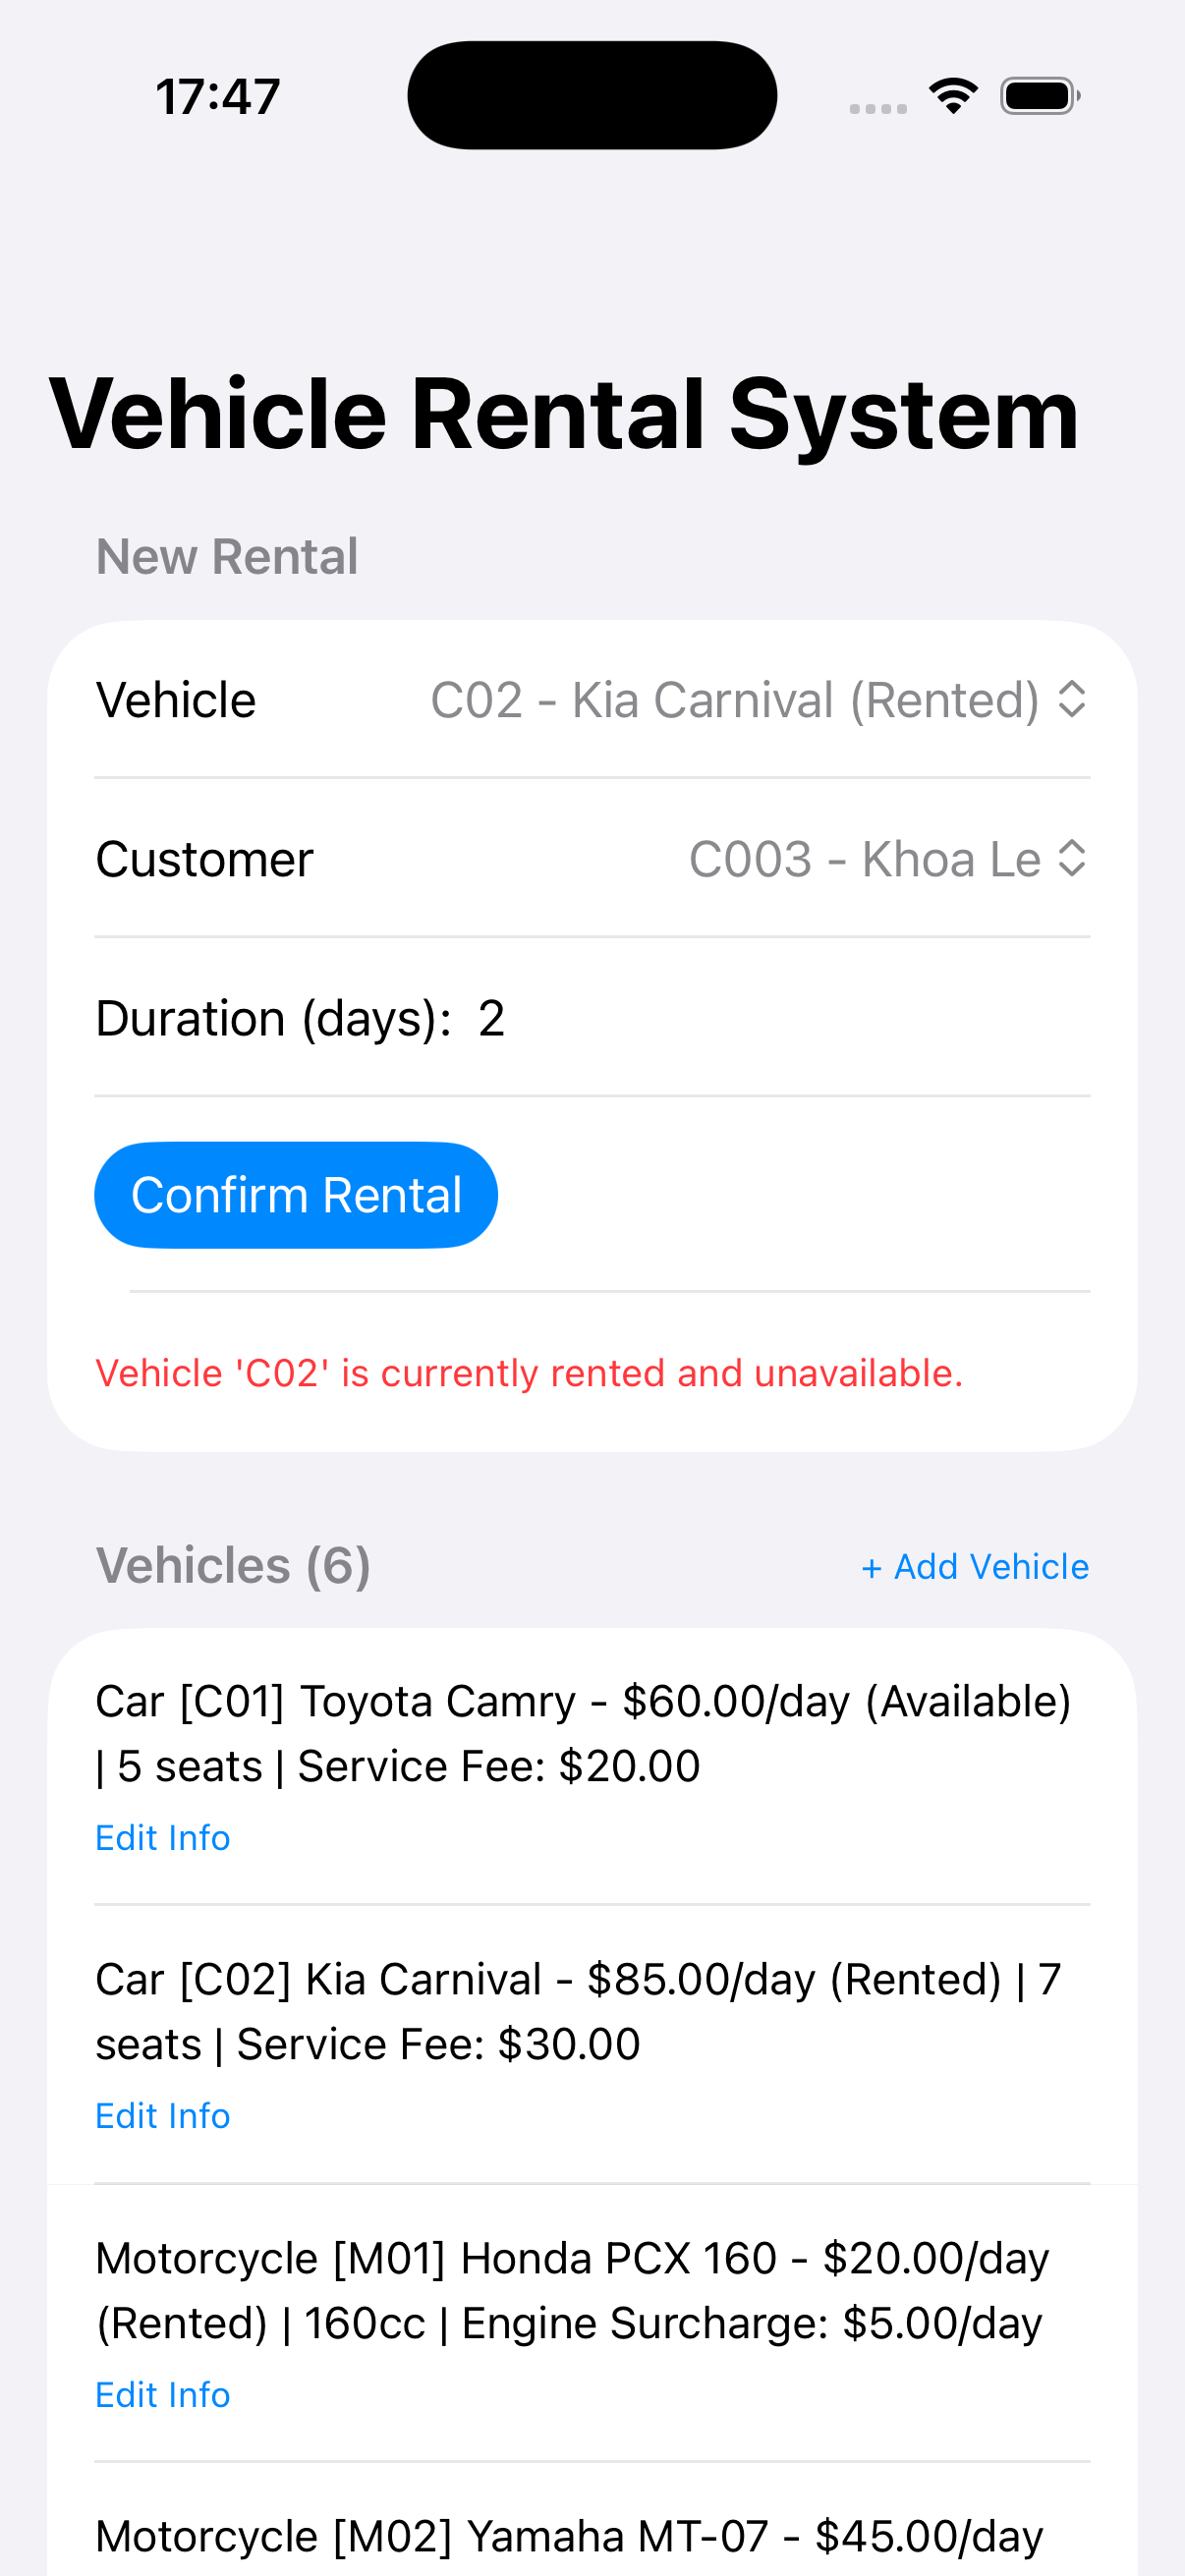 17:47
Vehicle Rental System
New Rental
Vehicle C02 - Kia Carnival (Rented)
Customer C003 - Khoa Le
Duration (days): 2
Confirm Rental
Vehicle 'C02' is currently rented and unavailable.
Vehicles (6) + Add Vehicle
Car [C01] Toyota Camry - $60.00/day (Available)
| 5 seats | Service Fee: $20.00
Edit Info
Car [C02] Kia Carnival - $85.00/day (Rented) | 7
seats | Service Fee: $30.00
Edit Info
Motorcycle [M01] Honda PCX 160 - $20.00/day
(Rented) | 160cc | Engine Surcharge: $5.00/day
Edit Info
Motorcycle [M02] Yamaha MT-07 - $45.00/day